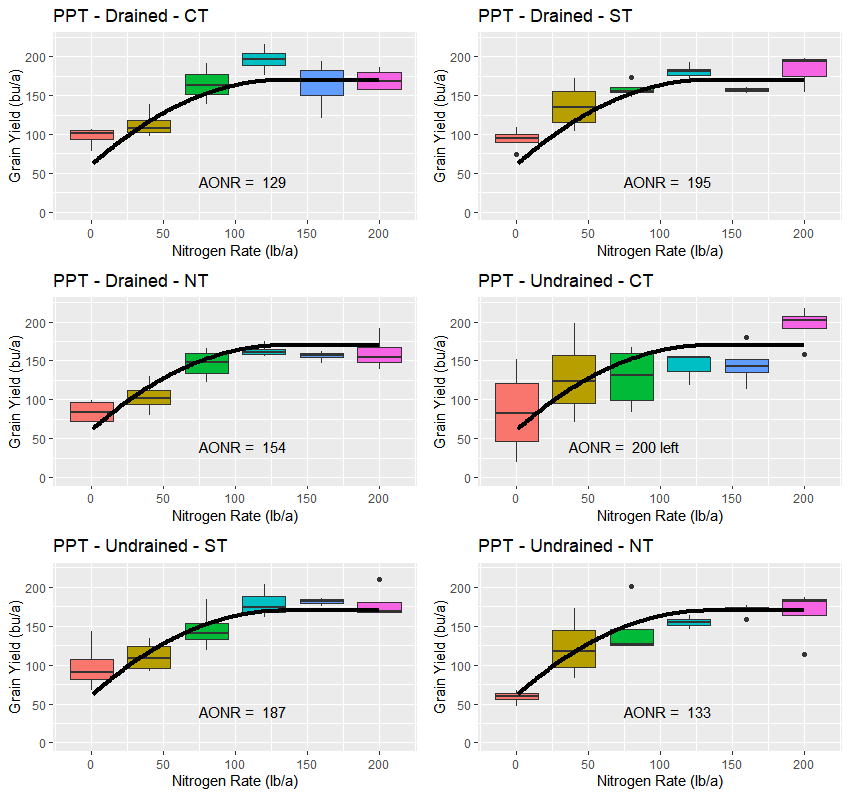 PPT - Drained - CT
Grain Yield (bu/a)
200
150
100
50
0
AONR =  129
0 50 100 150 200
Nitrogen Rate (lb/a)
PPT - Drained - ST
Grain Yield (bu/a)
200
150
100
50
0
AONR =  195
0 50 100 150 200
Nitrogen Rate (lb/a)
PPT - Drained - NT
Grain Yield (bu/a)
200
150
100
50
0
AONR =  154
0 50 100 150 200
Nitrogen Rate (lb/a)
PPT - Undrained - CT
Grain Yield (bu/a)
200
150
100
50
0
AONR =  200 left
0 50 100 150 200
Nitrogen Rate (lb/a)
PPT - Undrained - ST
Grain Yield (bu/a)
200
150
100
50
0
AONR =  187
0 50 100 150 200
Nitrogen Rate (lb/a)
PPT - Undrained - NT
Grain Yield (bu/a)
200
150
100
50
0
AONR =  133
0 50 100 150 200
Nitrogen Rate (lb/a)